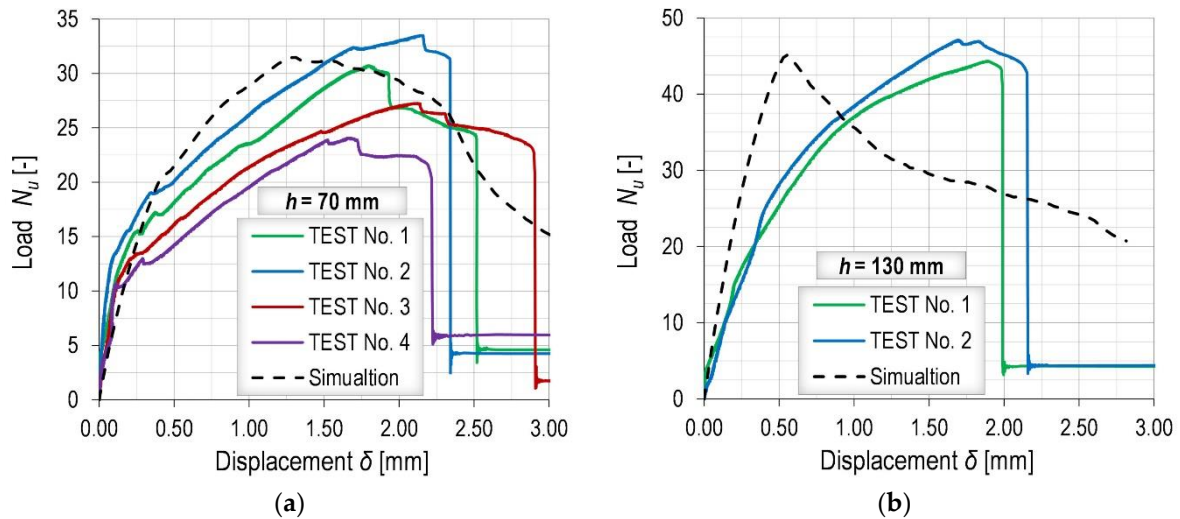 35
30
25
20
15
10
5
0
Load Nu [-]
h = 70 mm
TEST No. 1
TEST No. 2
TEST No. 3
TEST No. 4
Simualtion
0.00 0.50 1.00 1.50 2.00 2.50 3.00
Displacement δ [mm]
(a)
50
40
30
20
10
0
Load Nu [-]
h = 130 mm
TEST No. 1
TEST No. 2
Simualtion
0.00 0.50 1.00 1.50 2.00 2.50 3.00
Displacement δ [mm]
(b)